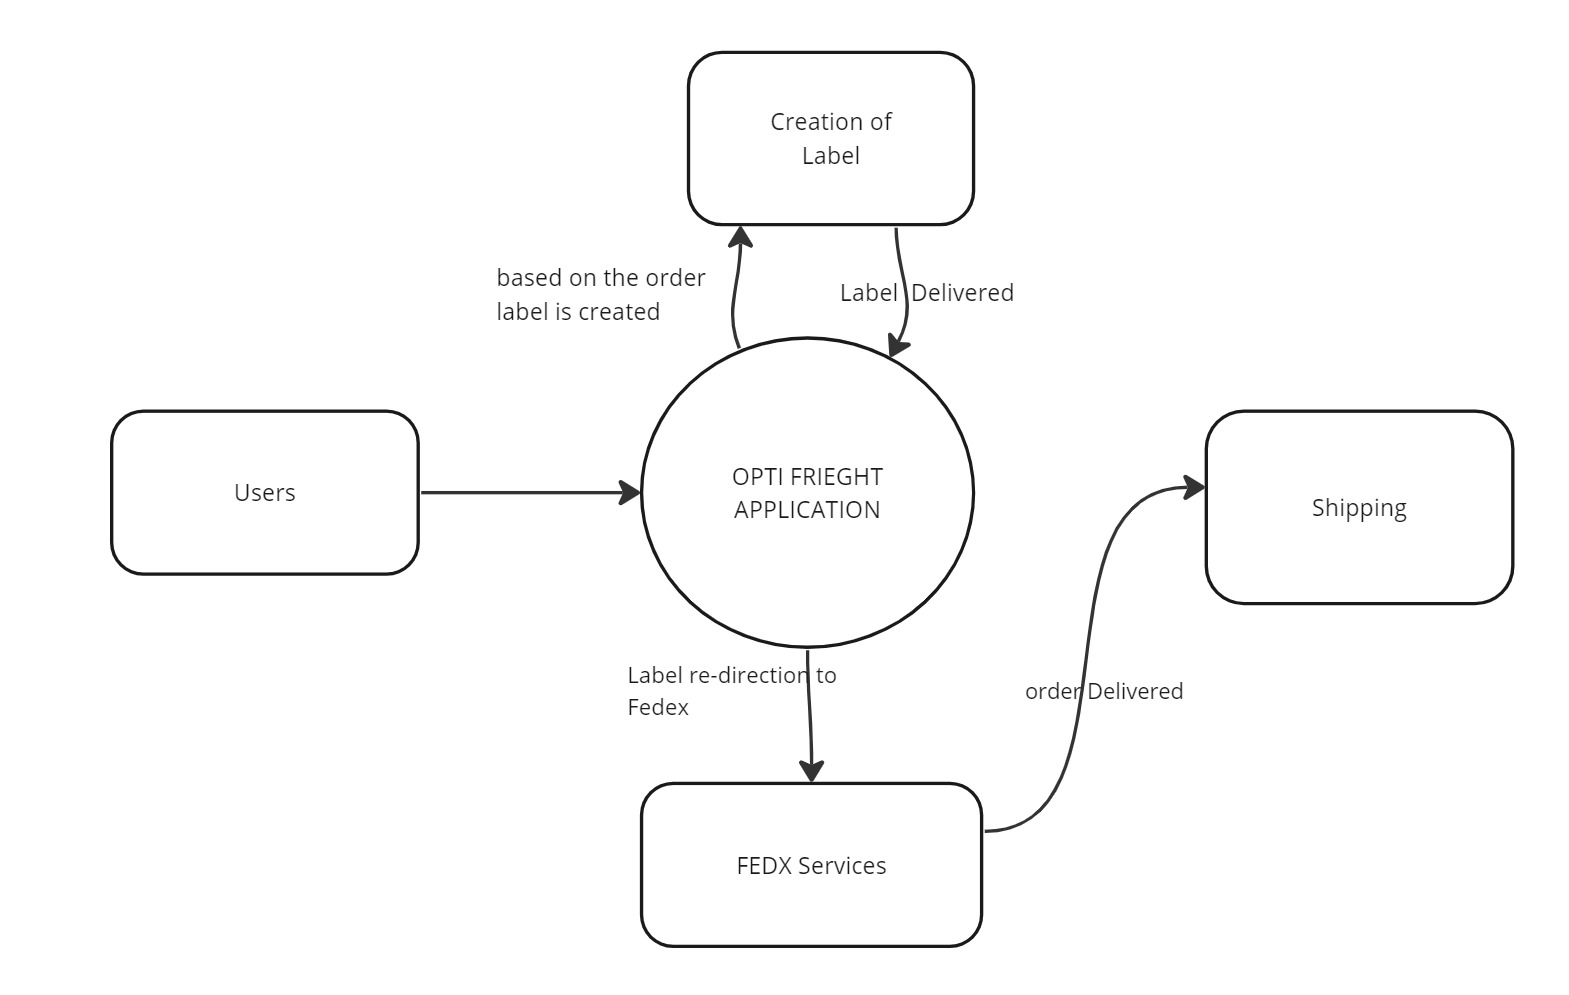 Creation of
Label
based on the order
label is created
Label Delivered
Users
OPTI FRIEGHT
APPLICATION
Shipping
Label re-direction to
Fedex
order Delivered
FEDX Services